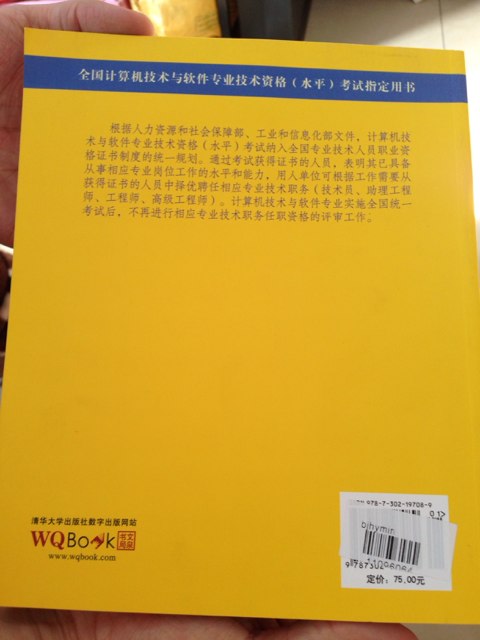 全国计算机技术与软件专业技术资格（水平）考试指定用书
根据人力资源和社会保障部、工业和信息化部文件，计算机技
术与软件专业技术资格（水平）考试纳入全国专业技术人员职业资
格证书制度的统一规划。通过考试获得证书的人员，表明其已具备
从事相应专业岗位工作的水平和能力，用人单位可根据工作需要从
获得证书的人员中择优聘任相应专业技术职务（技术员、助理工程
师、工程师、高级工程师）。计算机技术与软件专业实施全国统一
考试后，不再进行相应专业技术职务任职资格的评审工作。
清华大学出版社数字出版网站
WQBook 书文局泉
www.wqbook.com
978-7-302-19708-9
01>
bjhymin
定价：75.00元